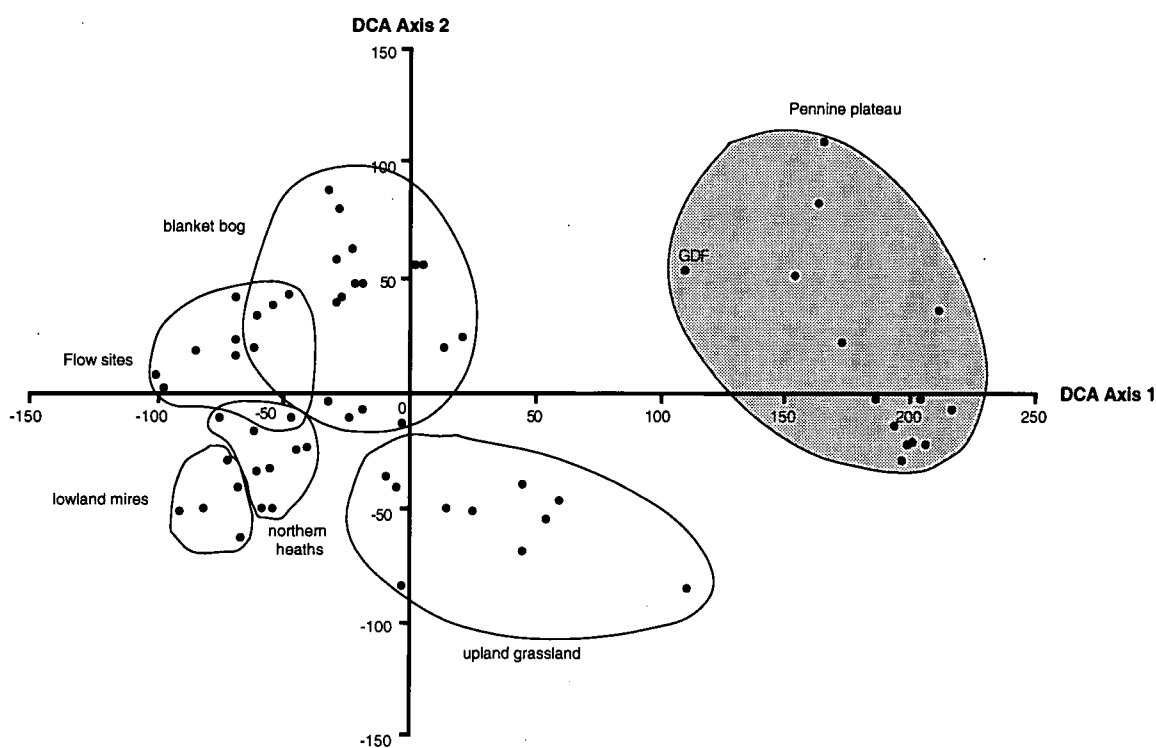 DCA Axis 2
150
Pennine plateau
100
blanket bog
GDF
50
Flow sites
DCA Axis 1
-150
-100
-50
0
50
100
150
200
250
lowland mires
-50
northern
heaths
-100
upland grassland
-150